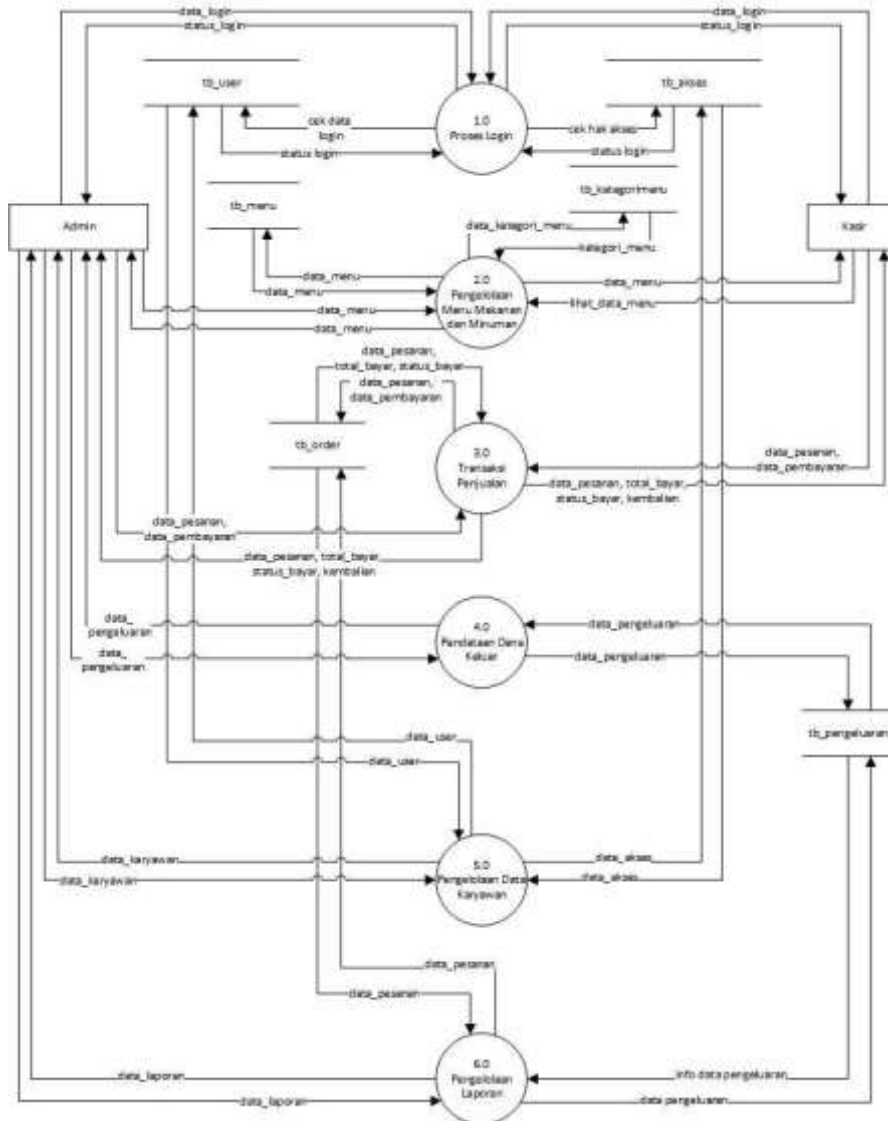 data_login
status_login
data_login
status_login
tb_user
tb_akses
1.0
Proses Login
cek data
login
cek hak akses
status login
status login
tb_kategorimenu
tb_menu
data_kategori_menu
Admin
Kasir
kategori_menu
data_menu
data_menu
2.0
Pengelolaan
Menu Makanan
dan Minuman
data_menu
lihat_data_menu
data_menu
data_menu
data_pesanan,
total_bayar, status_bayar
data_pesanan,
data_pembayaran
tb_order
3.0
Transaksi
Penjualan
data_pesanan,
data_pembayaran
data_pesanan, total_bayar,
status_bayar, kembalian
data_pesanan,
data_pembayaran
data_pesanan, total_bayar
status_bayar, kembalian
data_
pengeluaran
4.0
Pendataan Dana
Keluar
data_pengeluaran
data_
pengeluaran
data_pengeluaran
tb_pengeluaran
data_user
data_user
data_karyawan
5.0
Pengelolaan Data
Karyawan
data_akses
data_karyawan
data_akses
data_pesanan
data_pesanan
6.0
Pengelolaan
Laporan
data_laporan
info data pengeluaran
data_laporan
data pengeluaran